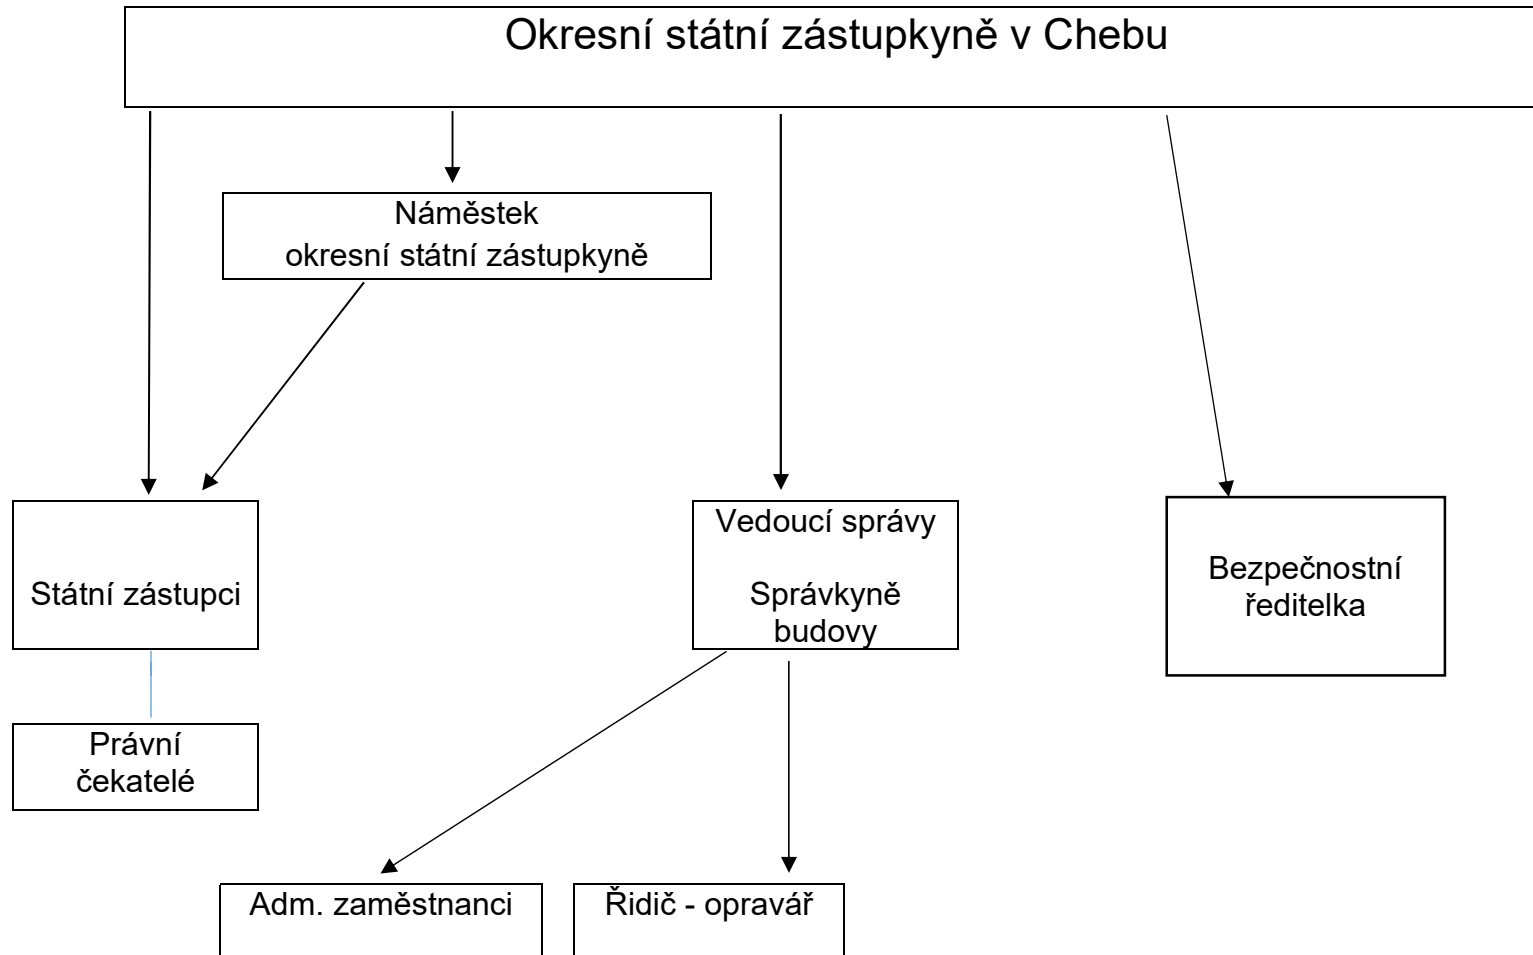 Okresní státní zástupkyně v Chebu
Náměstek
okresní státní zástupkyně
Státní zástupci
Vedoucí správy
Správkyně
budovy
Bezpečnostní
ředitelka
Právní
čekatelé
Adm. zaměstnanci
Řidič - opravář